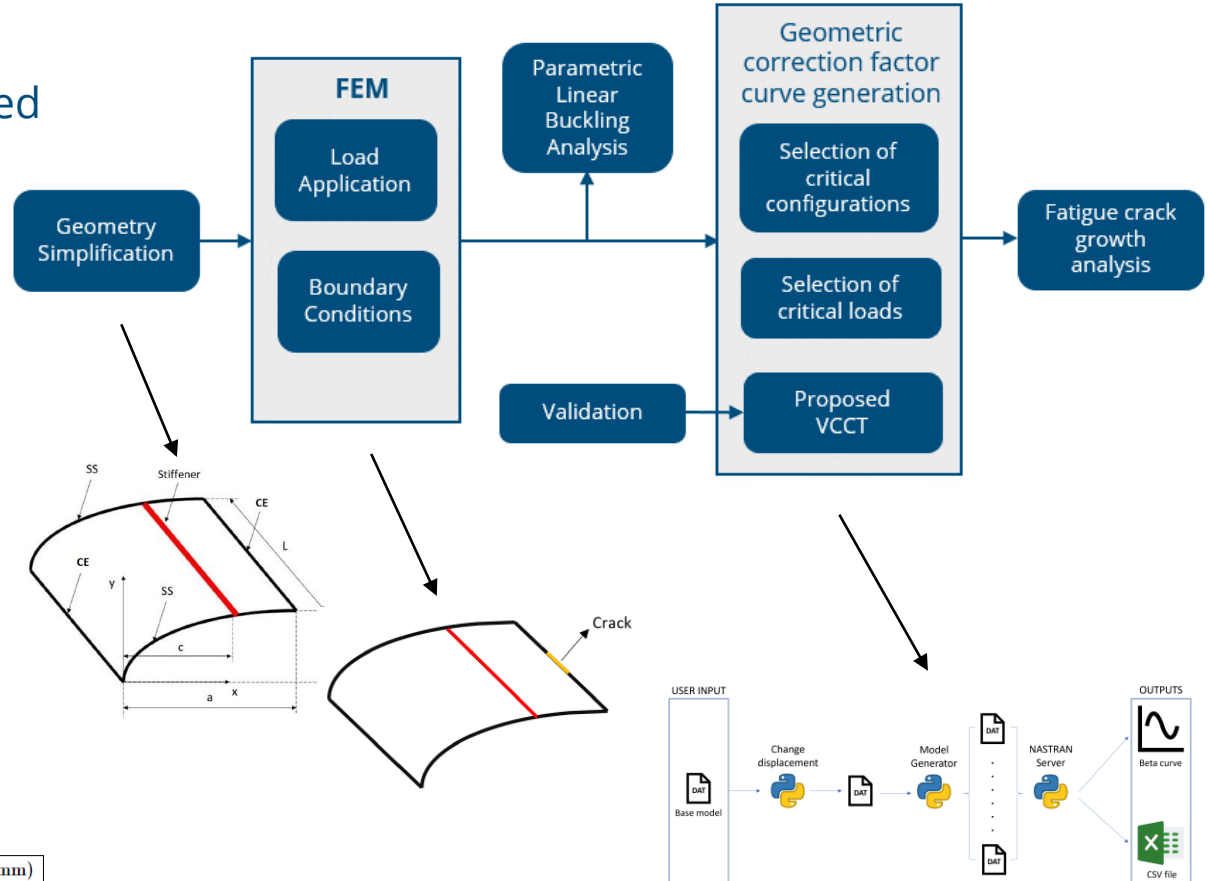 ed
Geometry
Simplification
FEM
Load
Application
Boundary
Conditions
Parametric
Linear
Buckling
Analysis
Geometric
correction factor
curve generation
Selection of
critical
configurations
Selection of
critical loads
Validation
Proposed
VCCT
Fatigue crack
growth
analysis
SS
Stiffener
CE
L
CE
y
SS
c
x
a
Crack
USER INPUT
DAT
Base model
Change
displacement
DAT
Model
Generator
DAT
DAT
NASTRAN
Server
OUTPUTS
Beta curve
CSV file
mm)